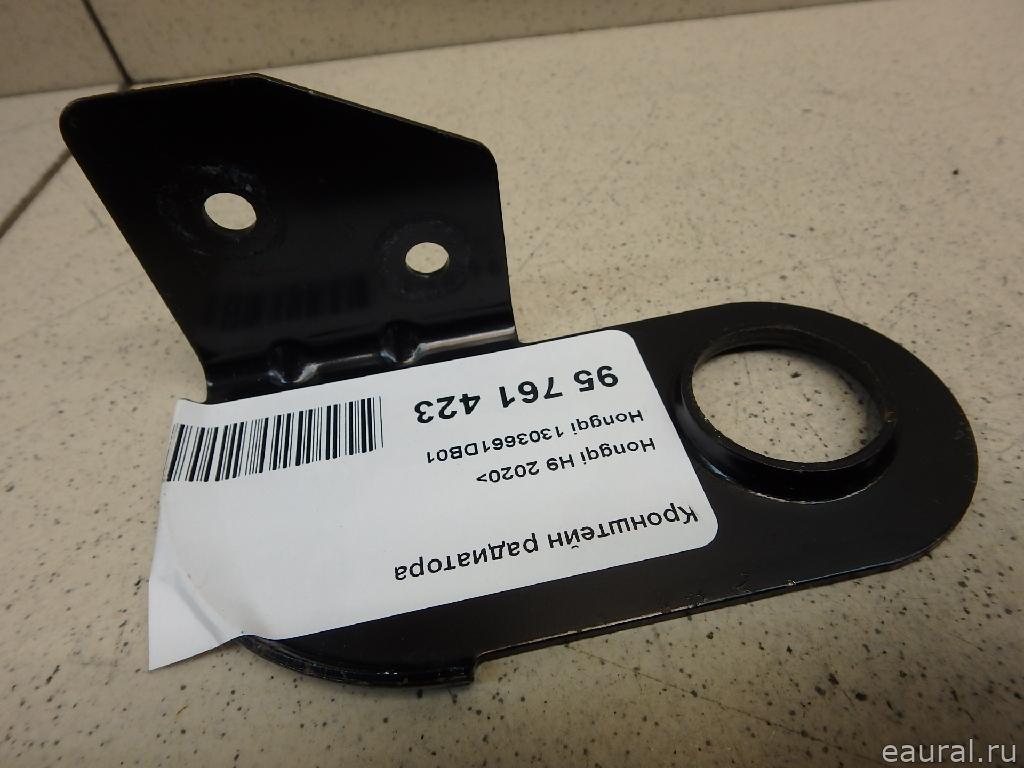 Кронштейн радиатора
Hongqi H9 2020>
Hongqi 1303661DB01
95 761 423
eaural.ru